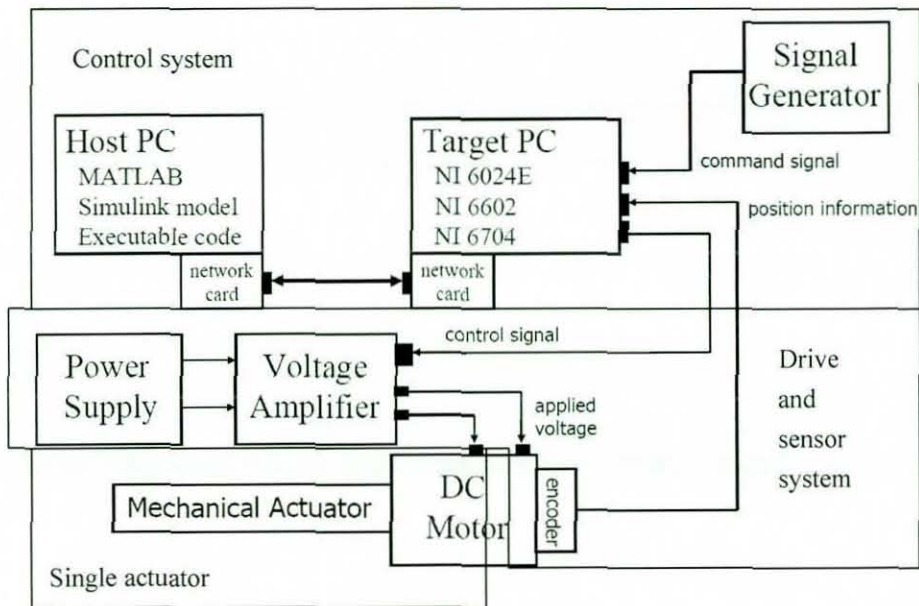 Control system
Signal
Generator
Host PC
MATLAB
Simulink model
Executable code
network
card
Target PC
NI 6024E
NI 6602
NI 6704
network
card
command signal
position information
control signal
Power
Supply
Voltage
Amplifier
applied
voltage
Drive
and
sensor
system
Mechanical Actuator
DC
Motor
encoder
Single actuator